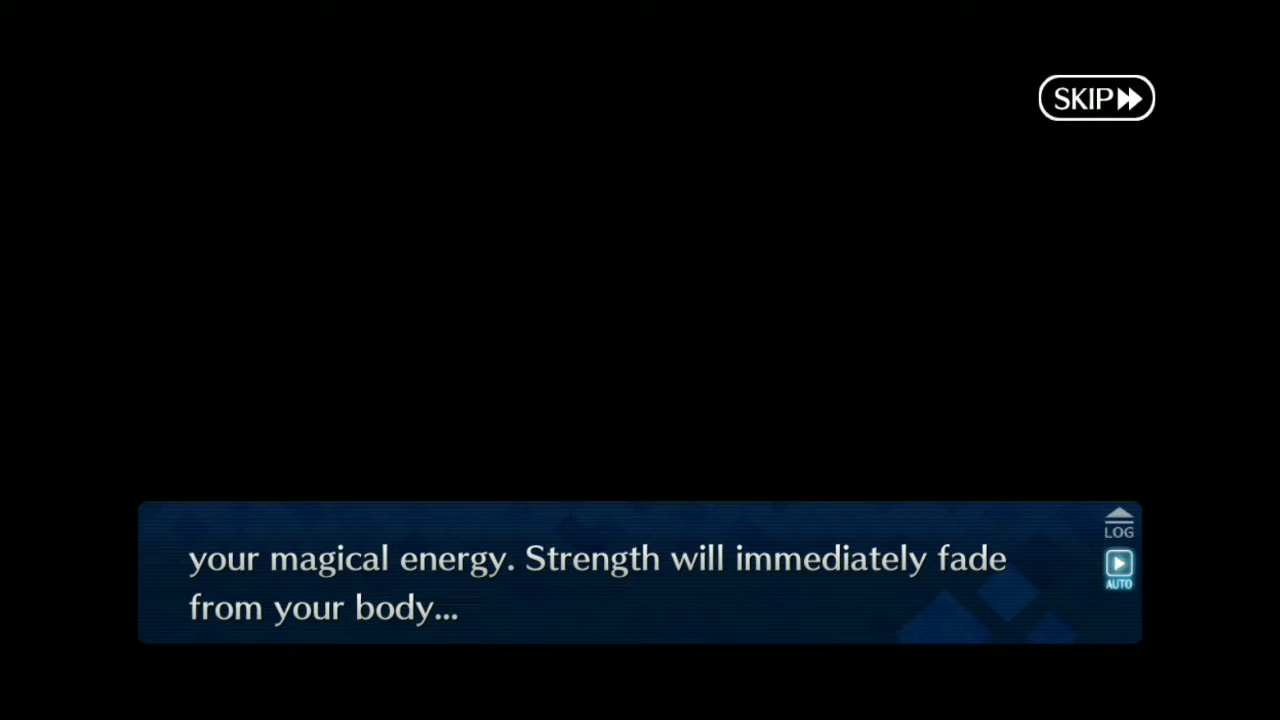 SKIP
LOG
your magical energy. Strength will immediately fade
from your body...
AUTO